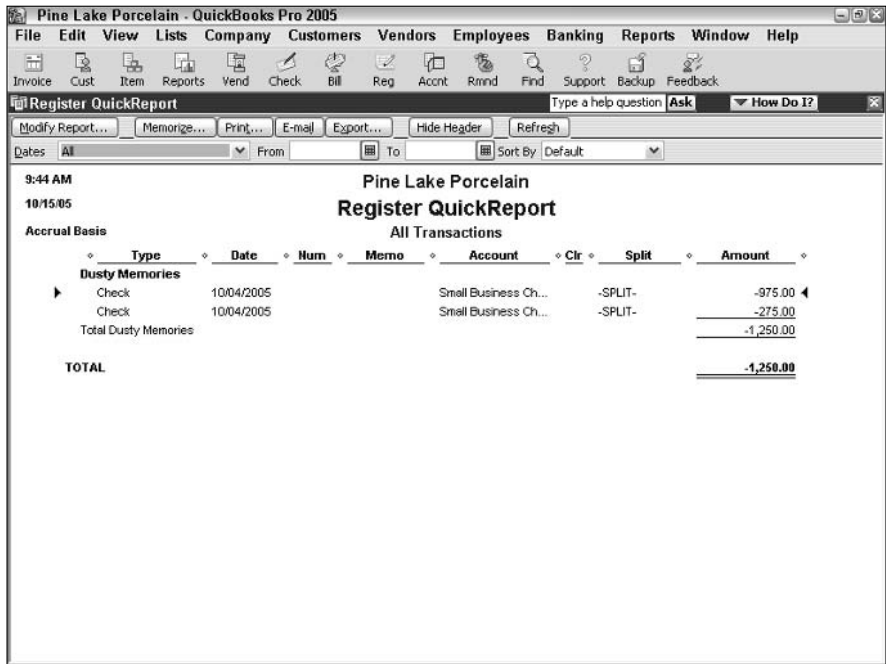 Pine Lake Porcelain - QuickBooks Pro 2005
File Edit View Lists Company Customers Vendors Employees Banking Reports Window Help
Invoice Cust Item Reports Vend Check Bill Reg Accnt Rmnd Find Support Backup Feedback
Register QuickReport Type a help question Ask How Do I?
Modify Report... Memorize... Print... E-mail Export... Hide Header Refresh
Dates All From To Sort By Default
9:44 AM Pine Lake Porcelain
10/15/05 Register QuickReport
Accrual Basis All Transactions
Type Date Num Memo Account Clr Split Amount
Dusty Memories
Check 10/04/2005 Small Business Ch... -SPLIT- -975.00
Check 10/04/2005 Small Business Ch... -SPLIT- -275.00
Total Dusty Memories -1,250.00
TOTAL -1,250.00